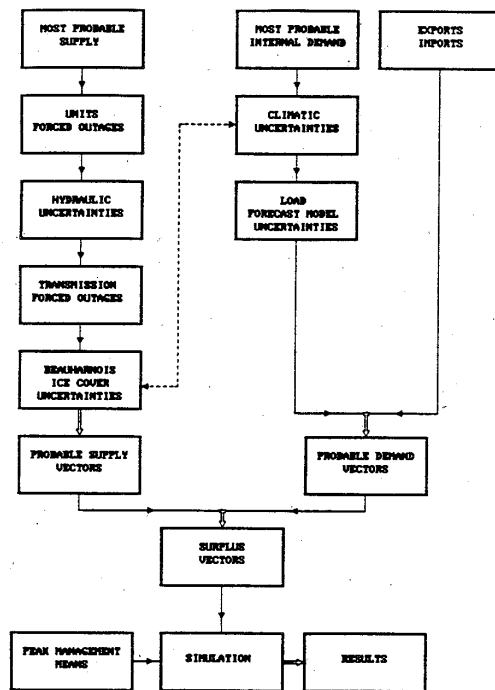 MOST PROBABLE
SUPPLY
MOST PROBABLE
INTERNAL DEMAND
EXPORTS
IMPORTS
UNITS
FORCED OUTAGES
CLIMATIC
UNCERTAINTIES
HYDRAULIC
UNCERTAINTIES
LOAD
FORECAST MODEL
UNCERTAINTIES
TRANSMISSION
FORCED OUTAGES
BEAUHARNOIS
ICE COVER
UNCERTAINTIES
PROBABLE SUPPLY
VECTORS
PROBABLE DEMAND
VECTORS
SURPLUS
VECTORS
PEAK MANAGEMENT
MEANS
SIMULATION
RESULTS